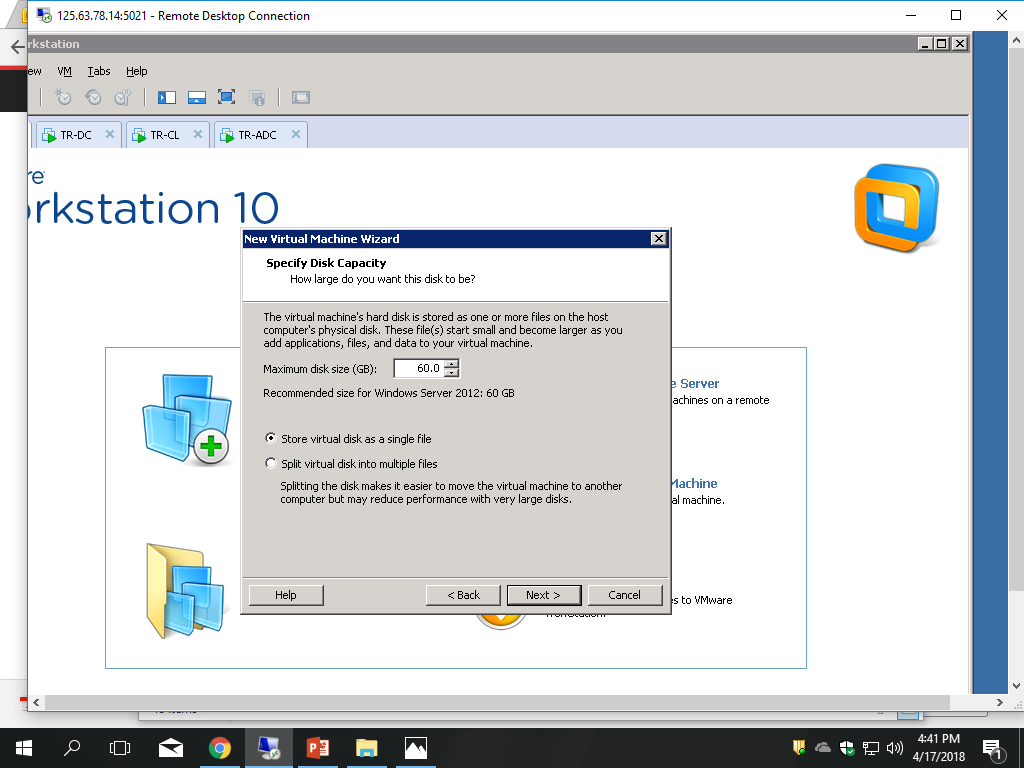 125.63.78.14:5021 - Remote Desktop Connection
rkstation
ew VM Tabs Help
TR-DC TR-CL TR-ADC
re
rkstation 10
New Virtual Machine Wizard
Specify Disk Capacity
How large do you want this disk to be?
The virtual machine's hard disk is stored as one or more files on the host
computer's physical disk. These file(s) start small and become larger as you
add applications, files, and data to your virtual machine.
Maximum disk size (GB): 60.0
Recommended size for Windows Server 2012: 60 GB
Store virtual disk as a single file
Split virtual disk into multiple files
Splitting the disk makes it easier to move the virtual machine to another
computer but may reduce performance with very large disks.
Help < Back Next > Cancel
e Server
achines on a remote
Machine
al machine.
es to VMware
4:41 PM
4/17/2018
1